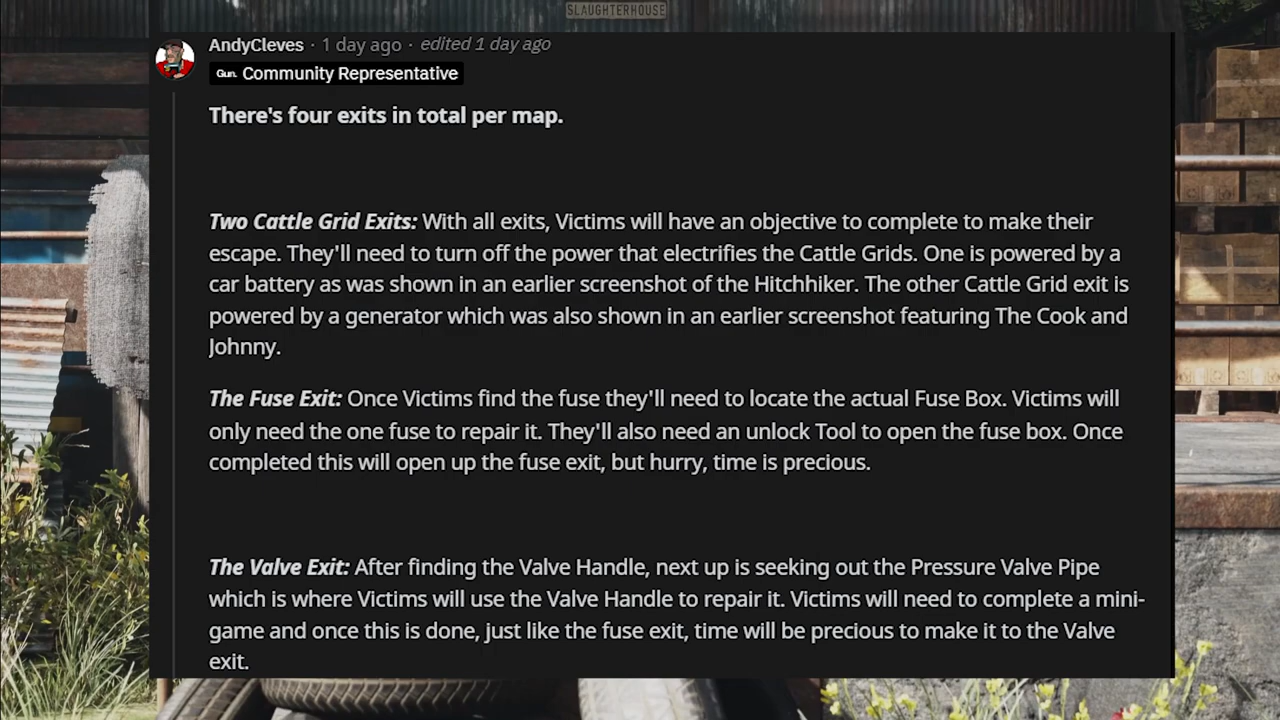 SLAUGHTERHOUSE
AndyCleves · 1 day ago · edited 1 day ago
Gun. Community Representative
There's four exits in total per map.
Two Cattle Grid Exits: With all exits, Victims will have an objective to complete to make their
escape. They'll need to turn off the power that electrifies the Cattle Grids. One is powered by a
car battery as was shown in an earlier screenshot of the Hitchhiker. The other Cattle Grid exit is
powered by a generator which was also shown in an earlier screenshot featuring The Cook and
Johnny.
The Fuse Exit: Once Victims find the fuse they'll need to locate the actual Fuse Box. Victims will
only need the one fuse to repair it. They'll also need an unlock Tool to open the fuse box. Once
completed this will open up the fuse exit, but hurry, time is precious.
The Valve Exit: After finding the Valve Handle, next up is seeking out the Pressure Valve Pipe
which is where Victims will use the Valve Handle to repair it. Victims will need to complete a mini-
game and once this is done, just like the fuse exit, time will be precious to make it to the Valve
exit.